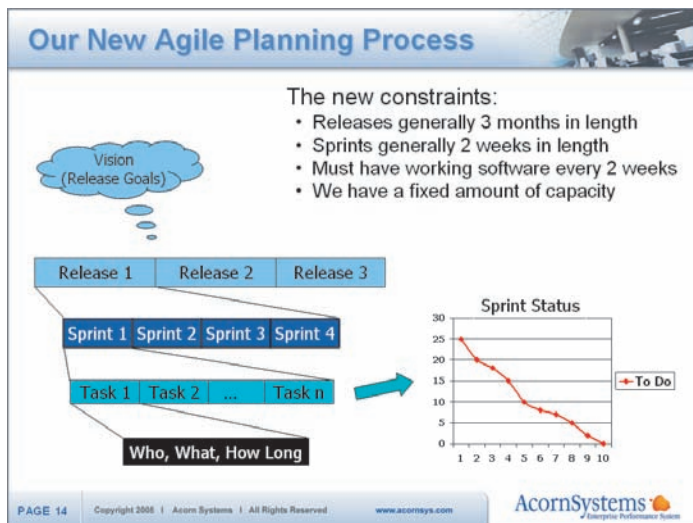 Our New Agile Planning Process
The new constraints:
• Releases generally 3 months in length
• Sprints generally 2 weeks in length
• Must have working software every 2 weeks
• We have a fixed amount of capacity
Vision
(Release Goals)
Release 1 Release 2 Release 3
Sprint 1 Sprint 2 Sprint 3 Sprint 4
Task 1 Task 2 ... Task n
Who, What, How Long
Sprint Status
30
25
20
15
10
5
0
1 2 3 4 5 6 7 8 9 10
To Do
PAGE 14 Copyright 2008 I Acorn Systems I All Rights Reserved www.acornsys.com
AcornSystems
Enterprise Performance System